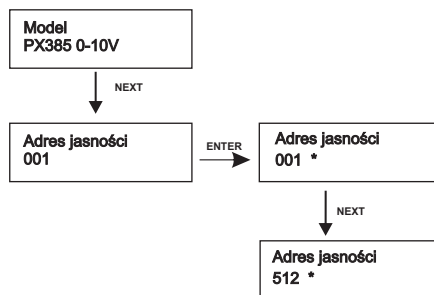 Model
PX385 0-10V
NEXT
Adres jasności
001
ENTER
Adres jasności
001 *
NEXT
Adres jasności
512 *